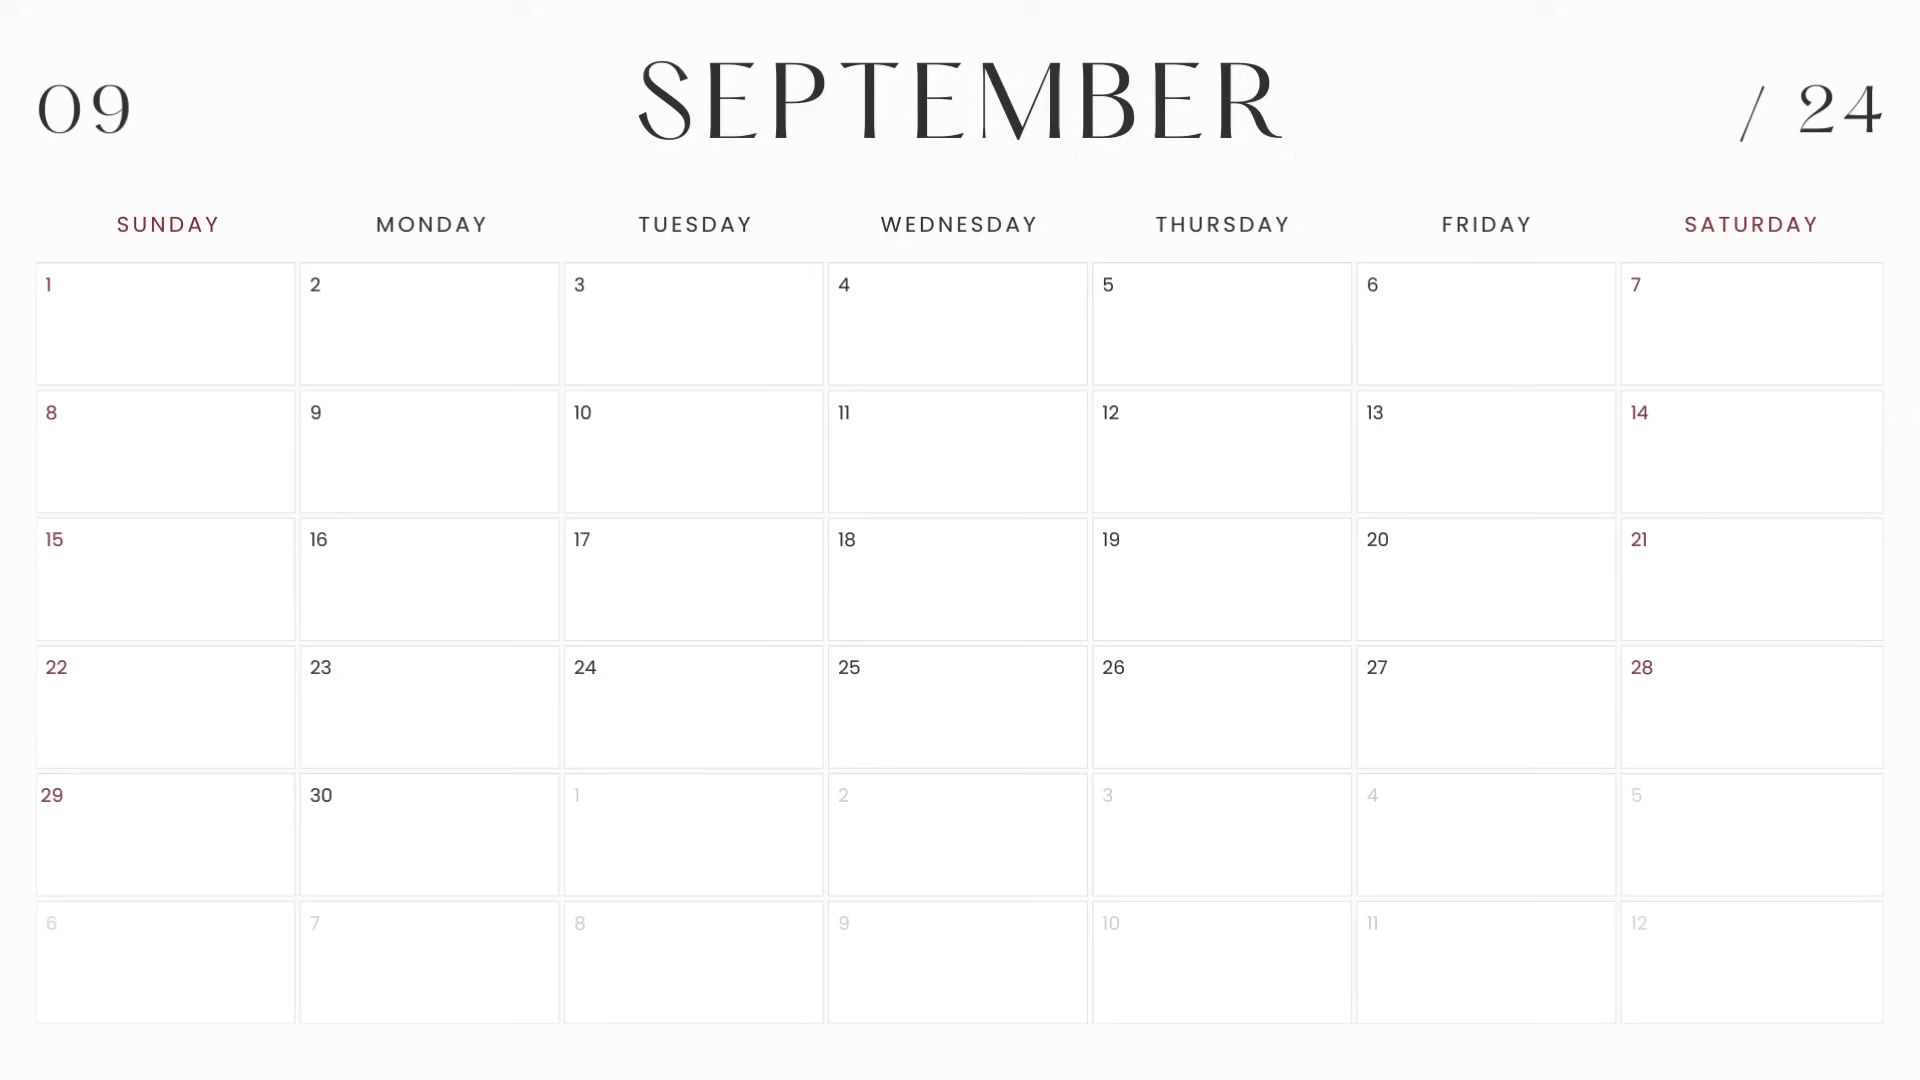 09 SEPTEMBER / 24
SUNDAY MONDAY TUESDAY WEDNESDAY THURSDAY FRIDAY SATURDAY
1 2 3 4 5 6 7
8 9 10 11 12 13 14
15 16 17 18 19 20 21
22 23 24 25 26 27 28
29 30 1 2 3 4 5
6 7 8 9 10 11 12